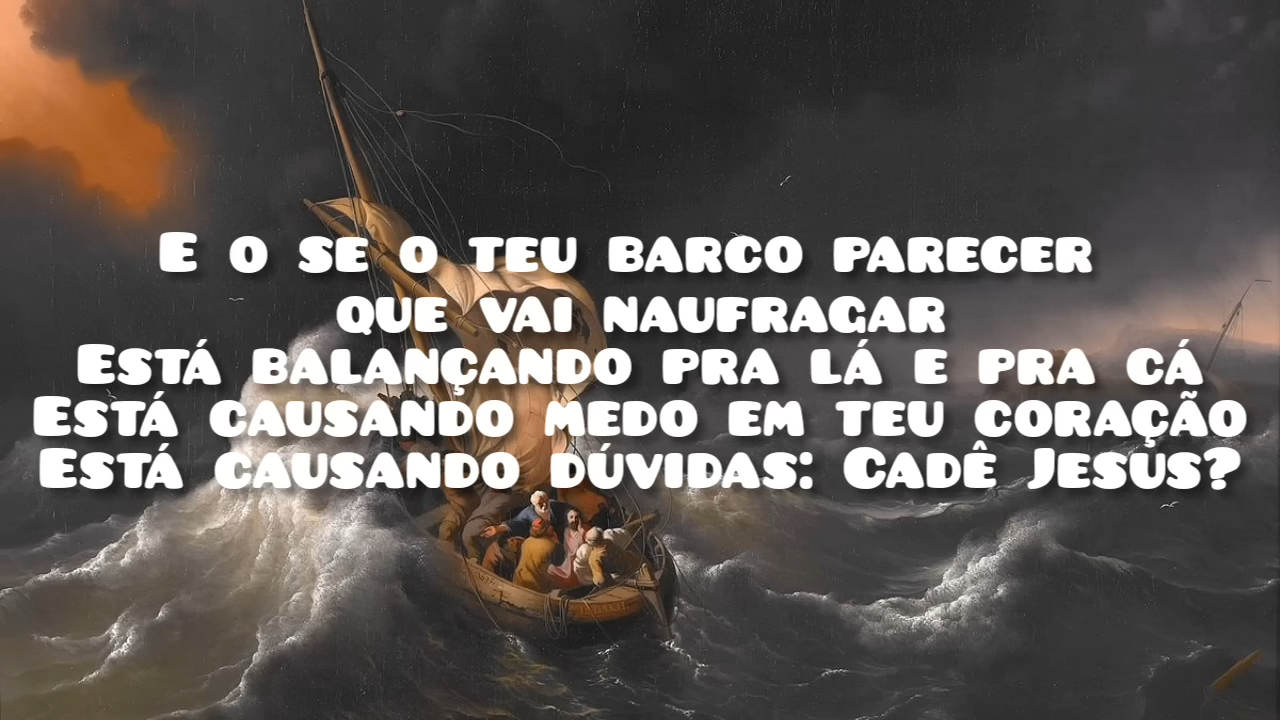 E o se o teu barco parecer
que vai naufragar
Está balançando pra lá e pra cá
Está causando medo em teu coração
Está causando dúvidas: Cadê Jesus?